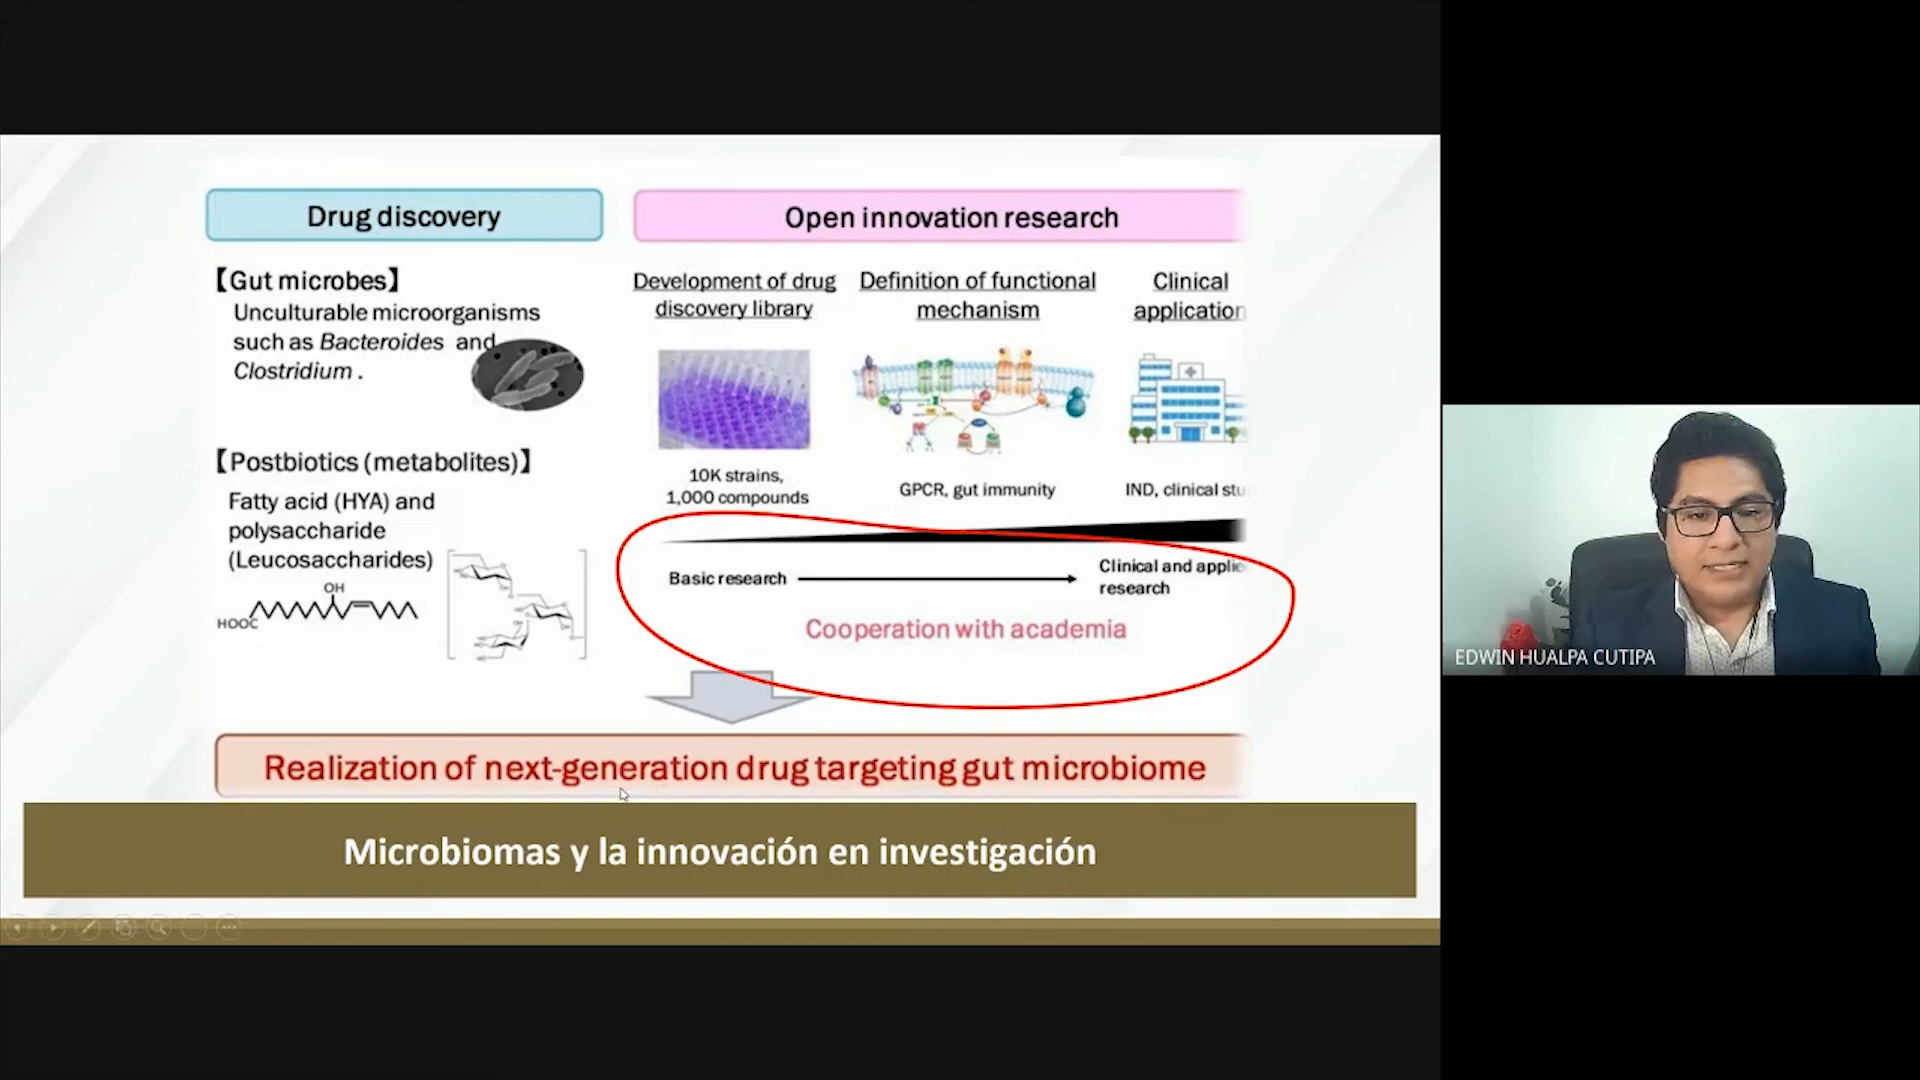 Drug discovery
【Gut microbes】
Unculturable microorganisms
such as Bacteroides and
Clostridium .
【Postbiotics (metabolites)】
Fatty acid (HYA) and
polysaccharide
(Leucosaccharides)
OH
HOOC
Open innovation research
Development of drug
discovery library
10K strains,
1,000 compounds
Definition of functional
mechanism
GPCR, gut immunity
Clinical
application
IND, clinical stu
Basic research
Clinical and applie
research
Cooperation with academia
Realization of next-generation drug targeting gut microbiome
Microbiomas y la innovación en investigación
EDWIN HUALPA CUTIPA